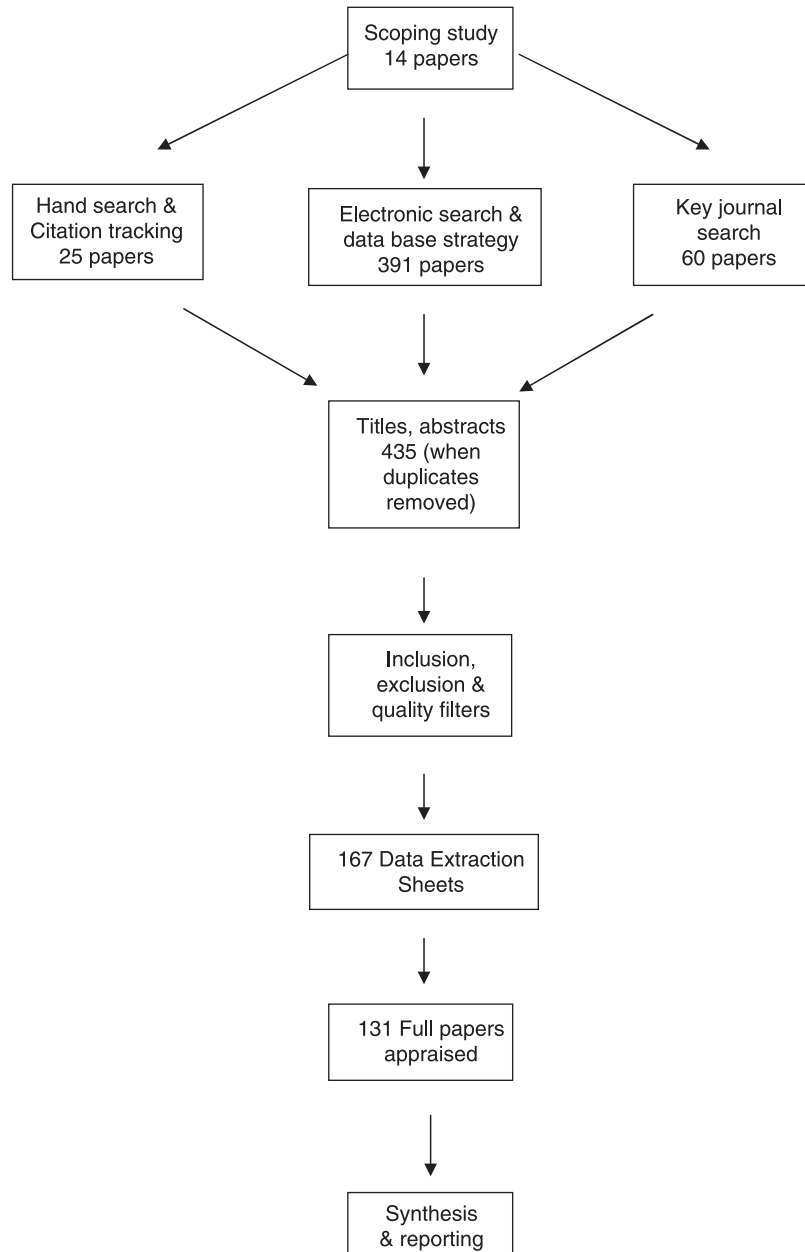 Scoping study
14 papers
Hand search &
Citation tracking
25 papers
Electronic search &
data base strategy
391 papers
Key journal
search
60 papers
Titles, abstracts
435 (when
duplicates
removed)
Inclusion,
exclusion &
quality filters
167 Data Extraction
Sheets
131 Full papers
appraised
Synthesis
& reporting